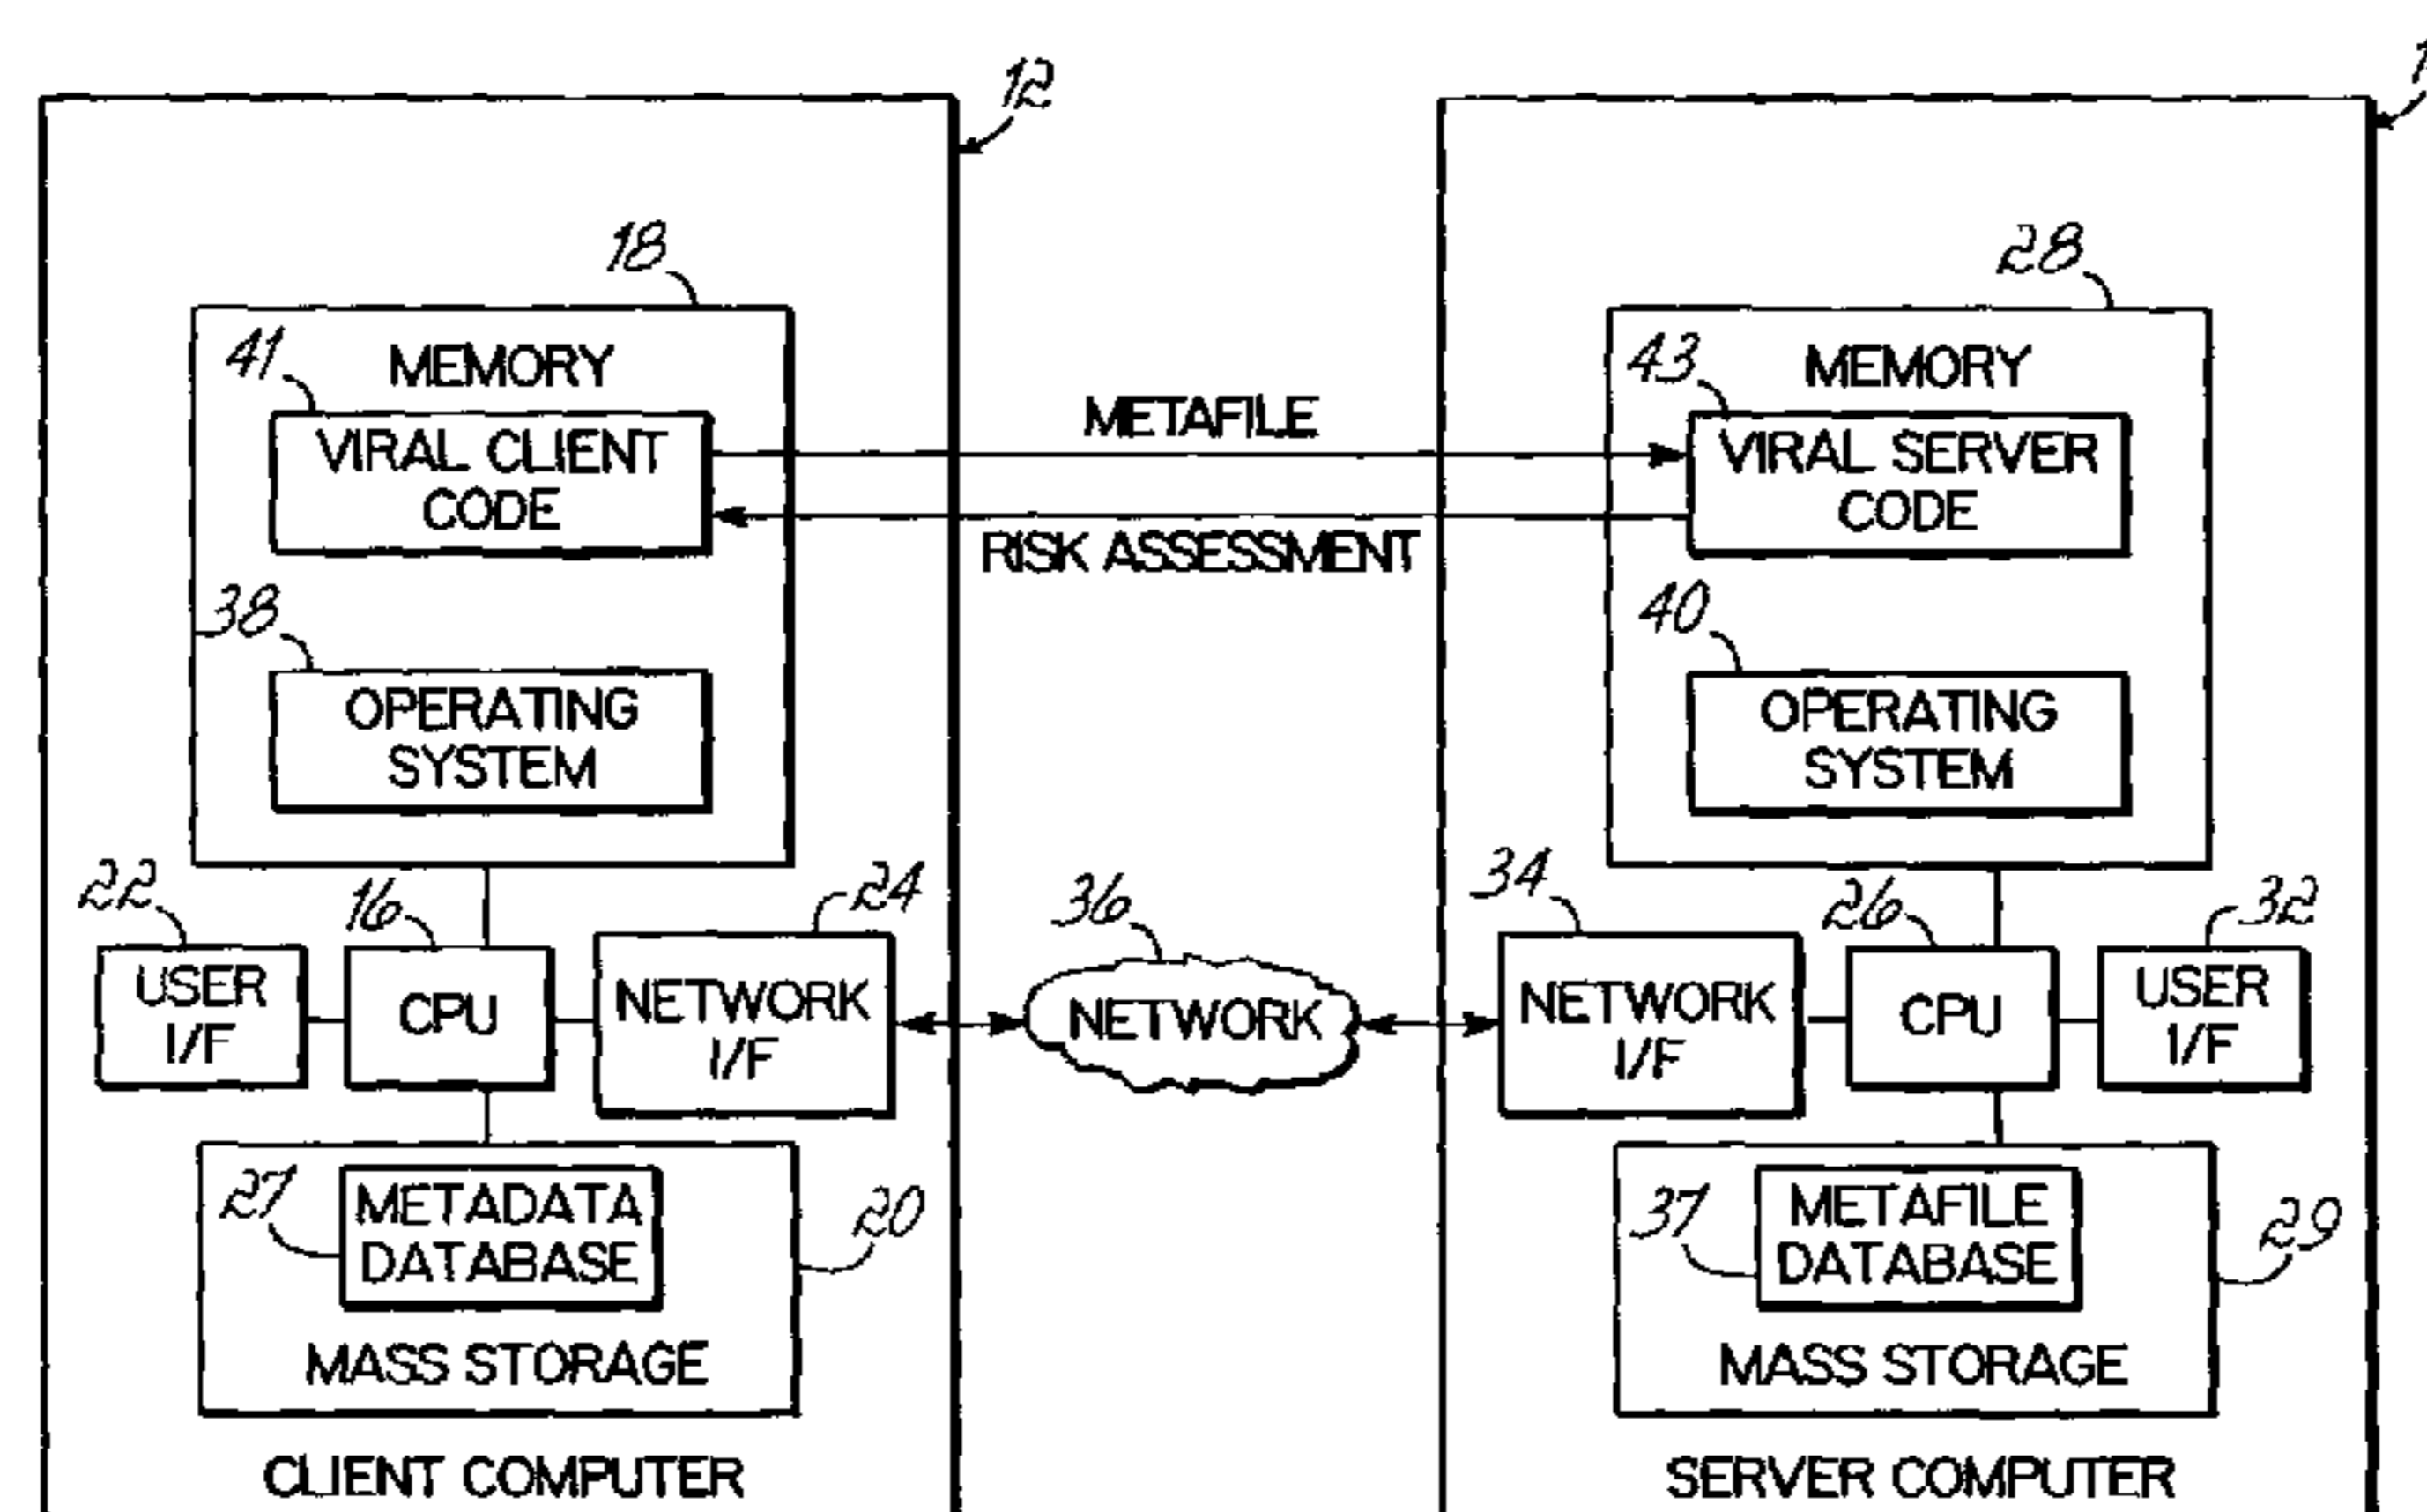 12
18
28
41
MEMORY
43
MEMORY
METAFILE
VIRAL CLIENT
CODE
VIRAL SERVER
CODE
RISK ASSESSMENT
38
40
OPERATING
SYSTEM
OPERATING
SYSTEM
22
16
24
36
34
26
32
USER
I/F
CPU
NETWORK
I/F
NETWORK
NETWORK
I/F
CPU
USER
I/F
27
METADATA
DATABASE
20
37
METAFILE
DATABASE
29
MASS STORAGE
MASS STORAGE
CLIENT COMPUTER
SERVER COMPUTER